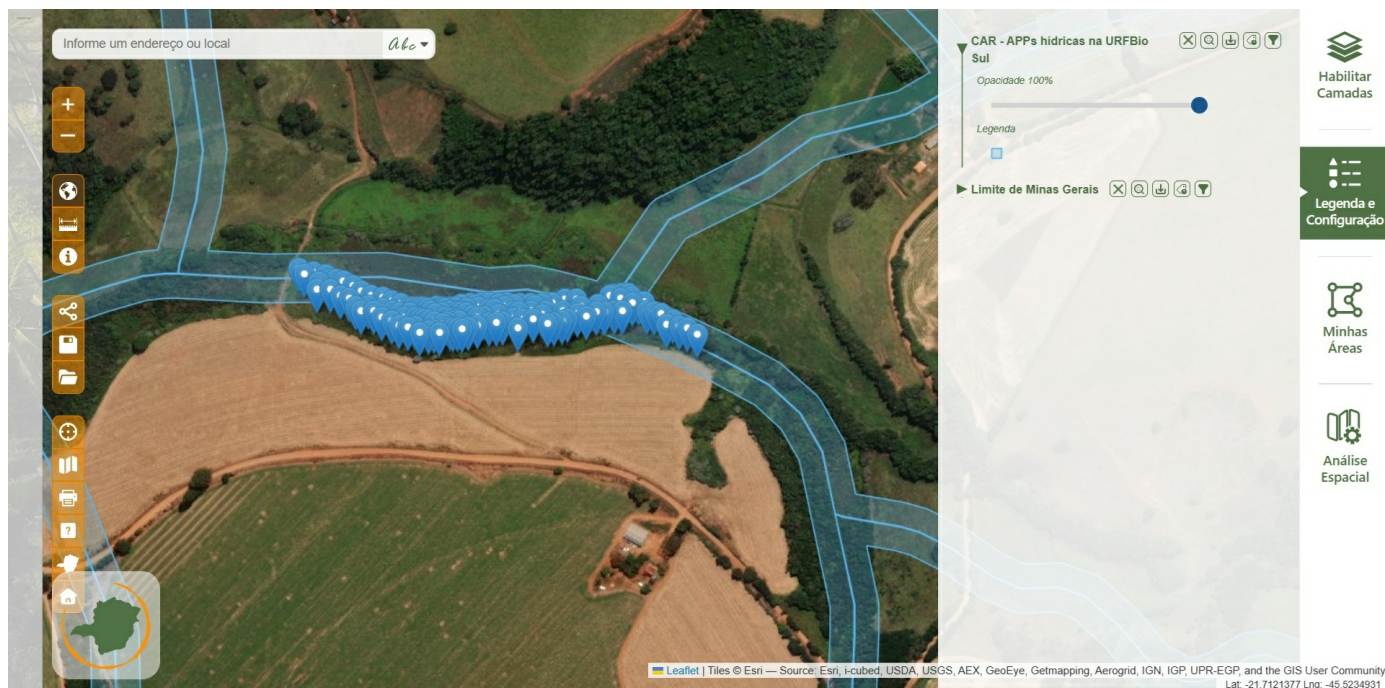 Informe um endereço ou local
Abc
+
−
?
CAR - APPs hídricas na URFBio
Sul
Opacidade 100%
Legenda
Limite de Minas Gerais
Habilitar
Camadas
Legenda e
Configuração
Minhas
Áreas
Análise
Espacial
Leaflet | Tiles © Esri — Source: Esri, i-cubed, USDA, USGS, AEX, GeoEye, Getmapping, Aerogrid, IGN, IGP, UPR-EGP, and the GIS User Community
Lat: -21.7121377 Lng: -45.5234931